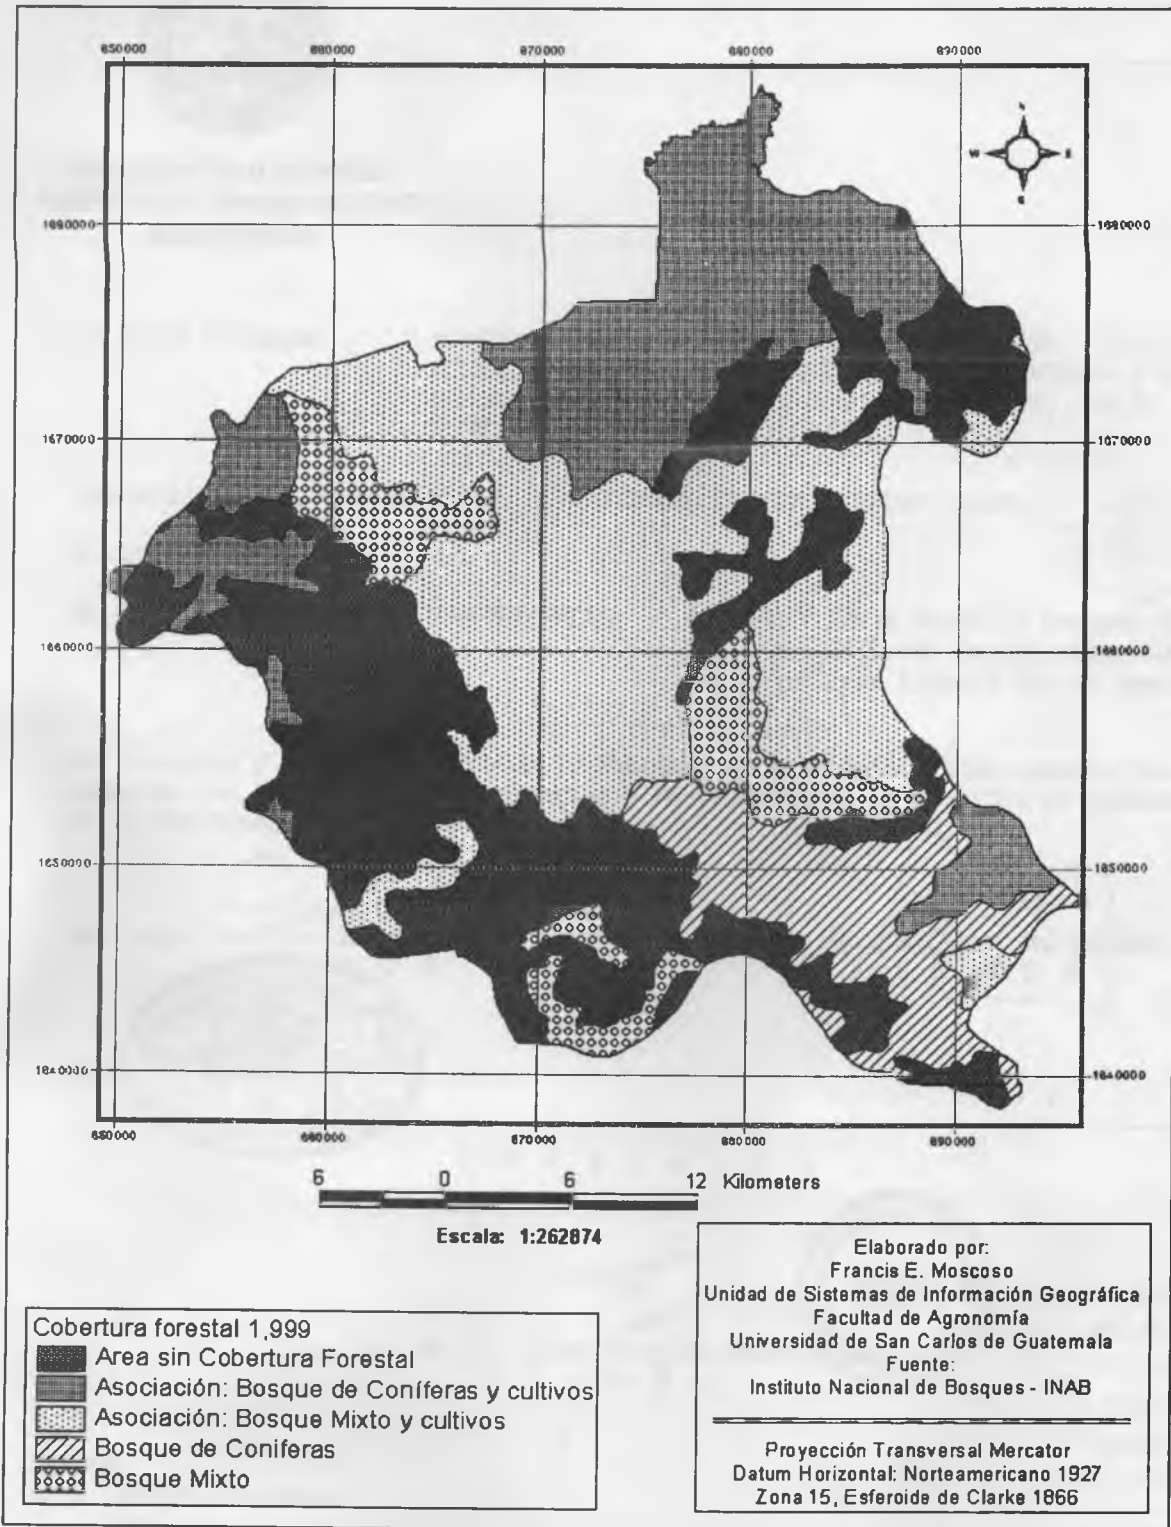 650000 660000 670000 680000 690000
N
W E
S
1680000 1680000
1670000 1670000
1660000 1660000
1650000 1650000
1640000 1640000
650000 660000 670000 680000 690000
6 0 6 12 Kilometers
Escala: 1:262874
Elaborado por:
Francis E. Moscoso
Unidad de Sistemas de Información Geográfica
Facultad de Agronomía
Universidad de San Carlos de Guatemala
Fuente:
Instituto Nacional de Bosques - INAB
Proyección Transversal Mercator
Datum Horizontal: Norteamericano 1927
Zona 15, Esferoide de Clarke 1866
Cobertura forestal 1,999
Area sin Cobertura Forestal
Asociación: Bosque de Coníferas y cultivos
Asociación: Bosque Mixto y cultivos
Bosque de Coniferas
Bosque Mixto